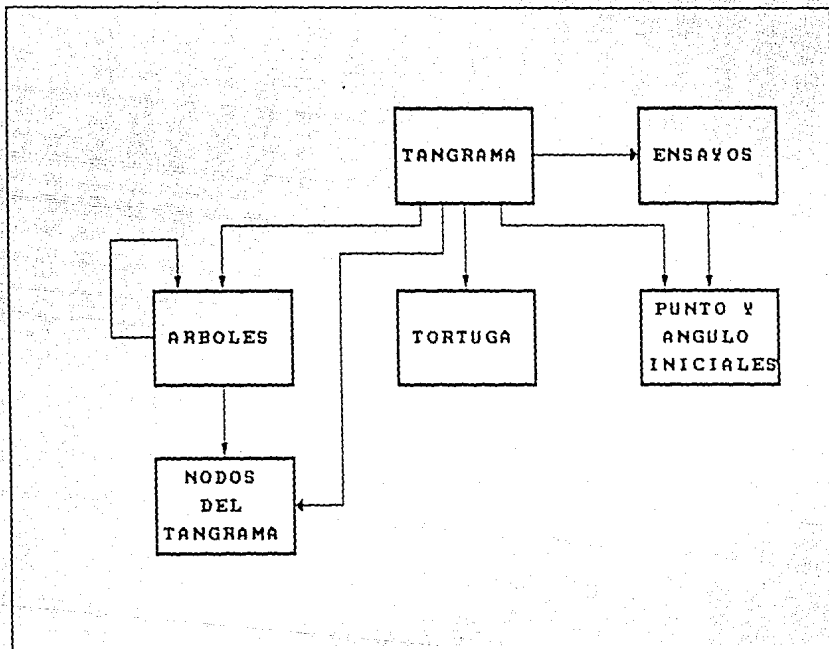 TANGRAMA
ENSAYOS
ARBOLES
TORTUGA
PUNTO Y
ANGULO
INICIALES
NODOS
DEL
TANGRAMA